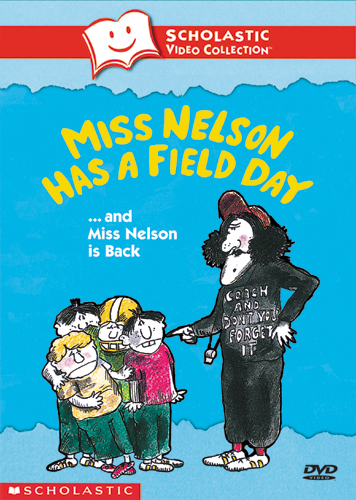 SCHOLASTIC
VIDEO COLLECTION™
MISS NELSON
HAS A FIELD DAY
...and
Miss Nelson
is Back
COACH
AND
DON'T YOU
FORGET
IT
SCHOLASTIC
DVD
VIDEO